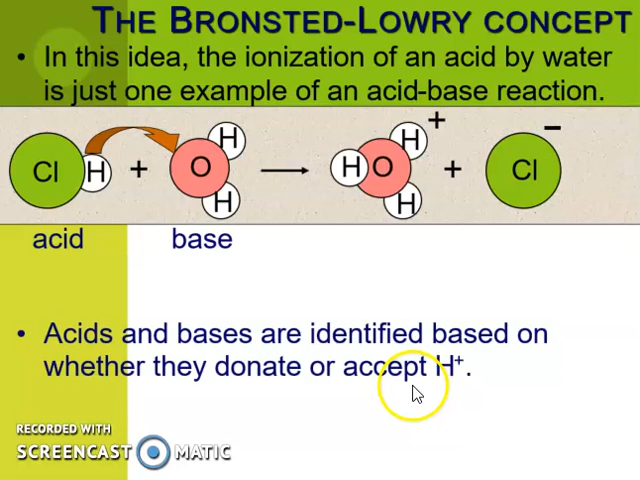 THE BRONSTED-LOWRY CONCEPT
• In this idea, the ionization of an acid by water
is just one example of an acid-base reaction.
Cl H + O H H → H O H H + + Cl −
acid base
• Acids and bases are identified based on
whether they donate or accept H⁺.
RECORDED WITH
SCREENCAST MATIC